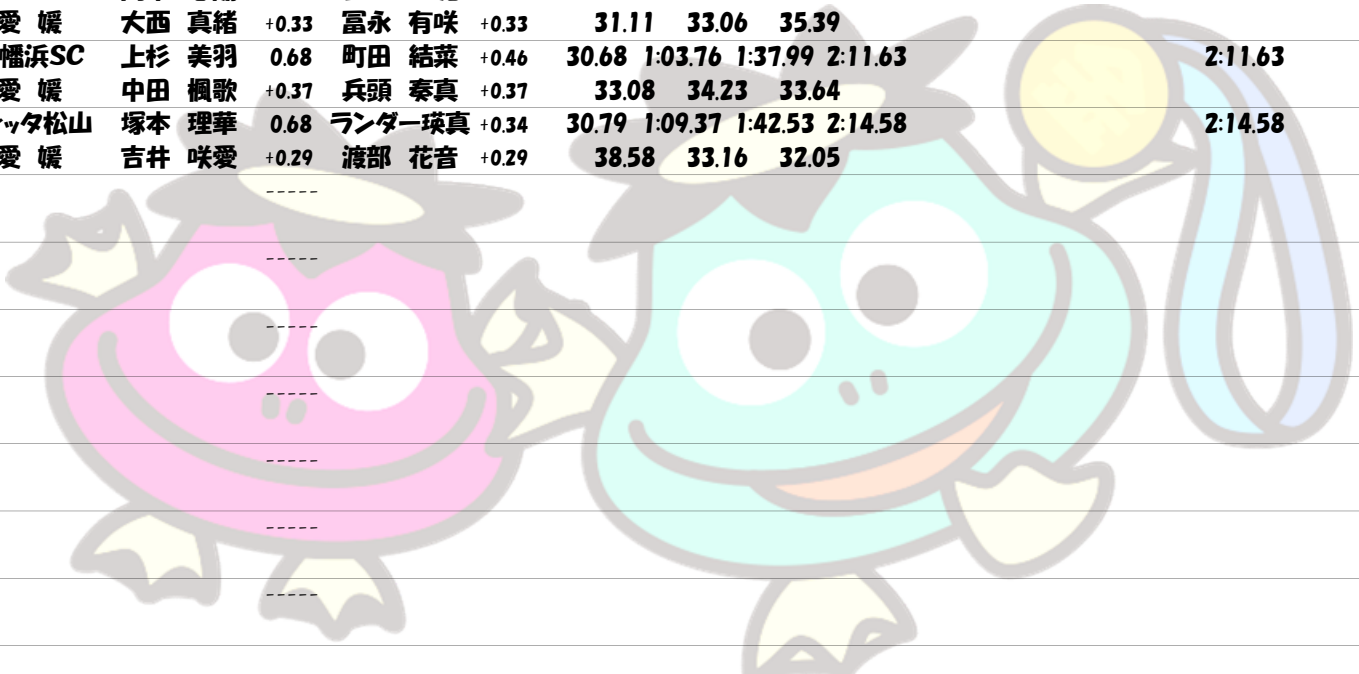 愛 媛 大西 真緒 +0.33 冨永 有咲 +0.33 31.11 33.06 35.39
幡浜SC 上杉 美羽 0.68 町田 結菜 +0.46 30.68 1:03.76 1:37.99 2:11.63 2:11.63
愛 媛 中田 楓歌 +0.37 兵頭 奏真 +0.37 33.08 34.23 33.64
ッタ松山 塚本 理華 0.68 ランダー瑛真 +0.34 30.79 1:09.37 1:42.53 2:14.58 2:14.58
愛 媛 吉井 咲愛 +0.29 渡部 花音 +0.29 38.58 33.16 32.05
-----
-----
-----
-----
-----
-----
-----